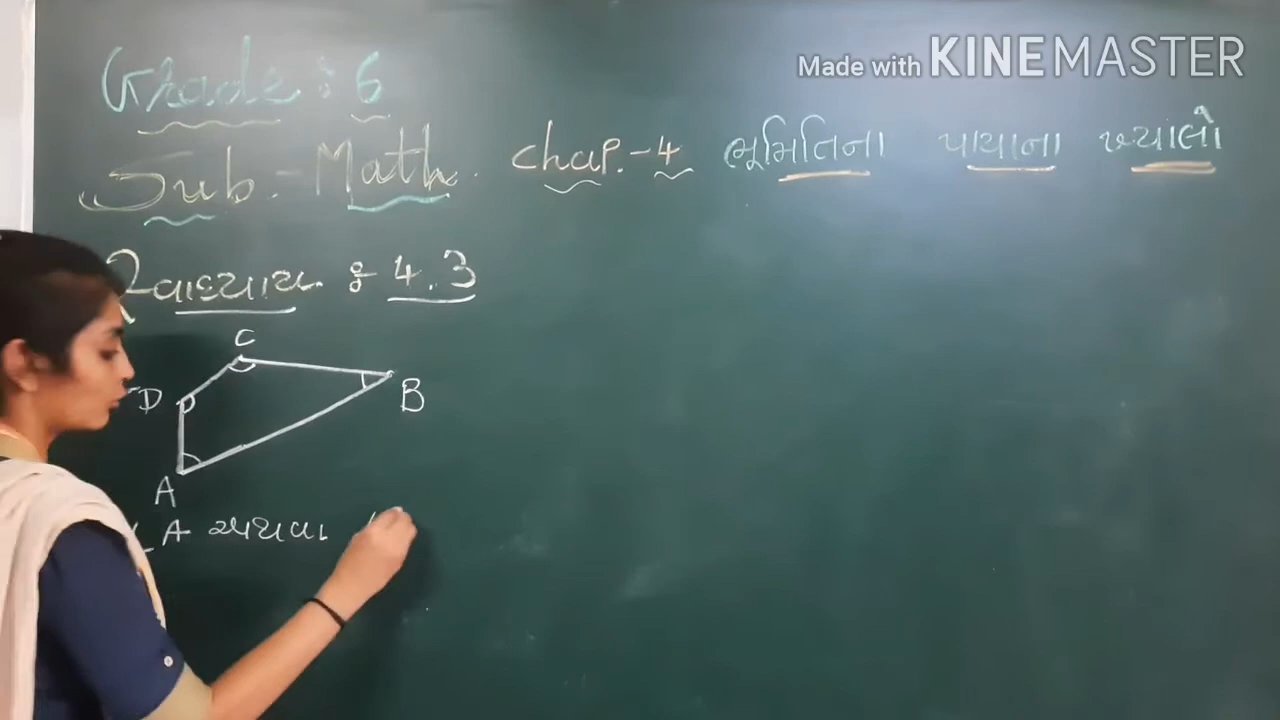 Made with KINEMASTER
Grade : 6
Sub. - Math. chap. - 4 ભૂમિતિના પાયાના ખ્યાલો
સ્વાધ્યાય : 4.3
C
D
B
A
∠A અથવા